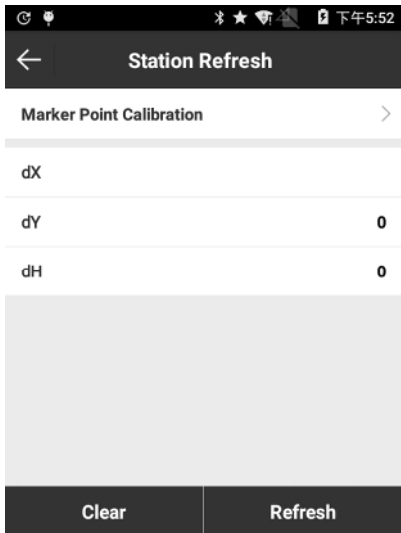 下午5:52
Station Refresh
Marker Point Calibration
dX
dY 0
dH 0
Clear Refresh